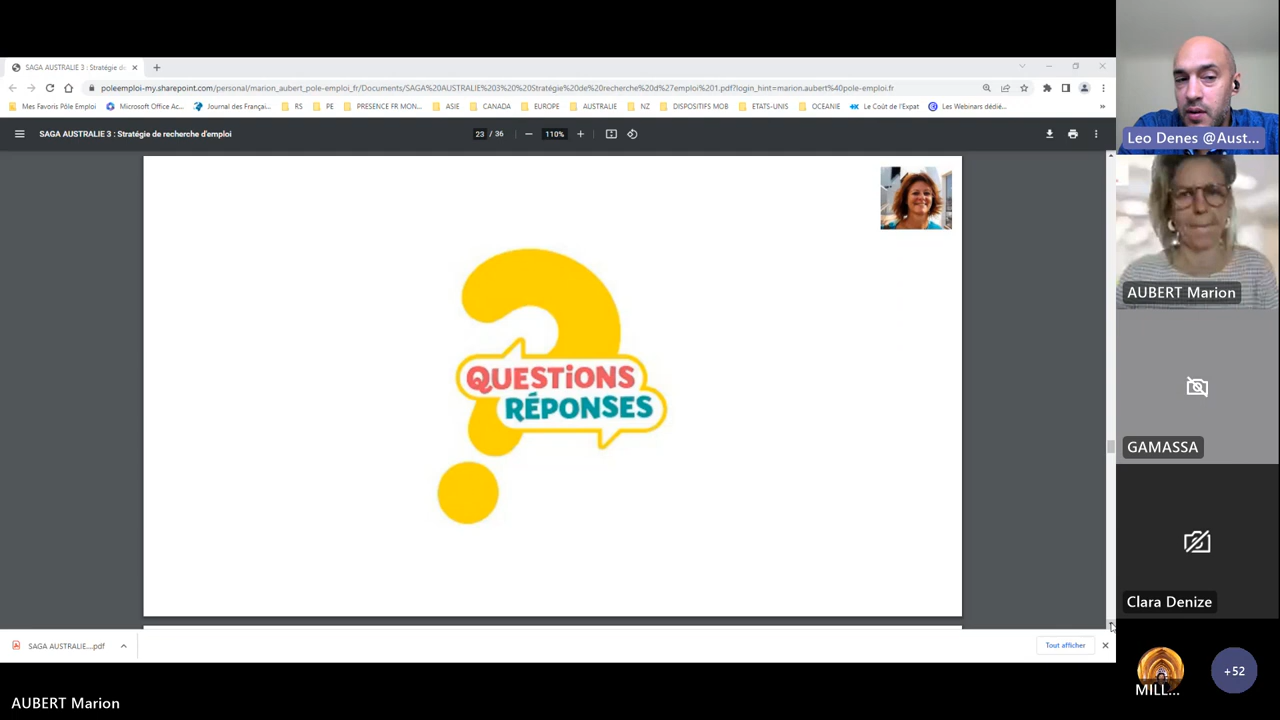 SAGA AUSTRALIE 3 : Stratégie de
poleemploi-my.sharepoint.com/personal/marion_aubert_pole-emploi_fr/Documents/SAGA%20AUSTRALIE%203%20%20Stratégie%20de%20recherche%20d%27emploi%201.pdf?login_hint=marion.aubert%40pole-emploi.fr
Mes Favoris Pôle Emploi
Microsoft Office Ac...
Journal des Françai...
RS
PE
PRESENCE FR MON...
ASIE
CANADA
EUROPE
AUSTRALIE
NZ
DISPOSITIFS MOB
ETATS-UNIS
OCEANIE
Le Coût de l'Expat
Les Webinars dédié...
»
SAGA AUSTRALIE 3 : Stratégie de recherche d'emploi
23 / 36
110%
QUESTiONS
RÉPONSES
SAGA AUSTRALIE....pdf
Tout afficher
AUBERT Marion
Leo Denes @Aust...
AUBERT Marion
GAMASSA
Clara Denize
MILL...
+52